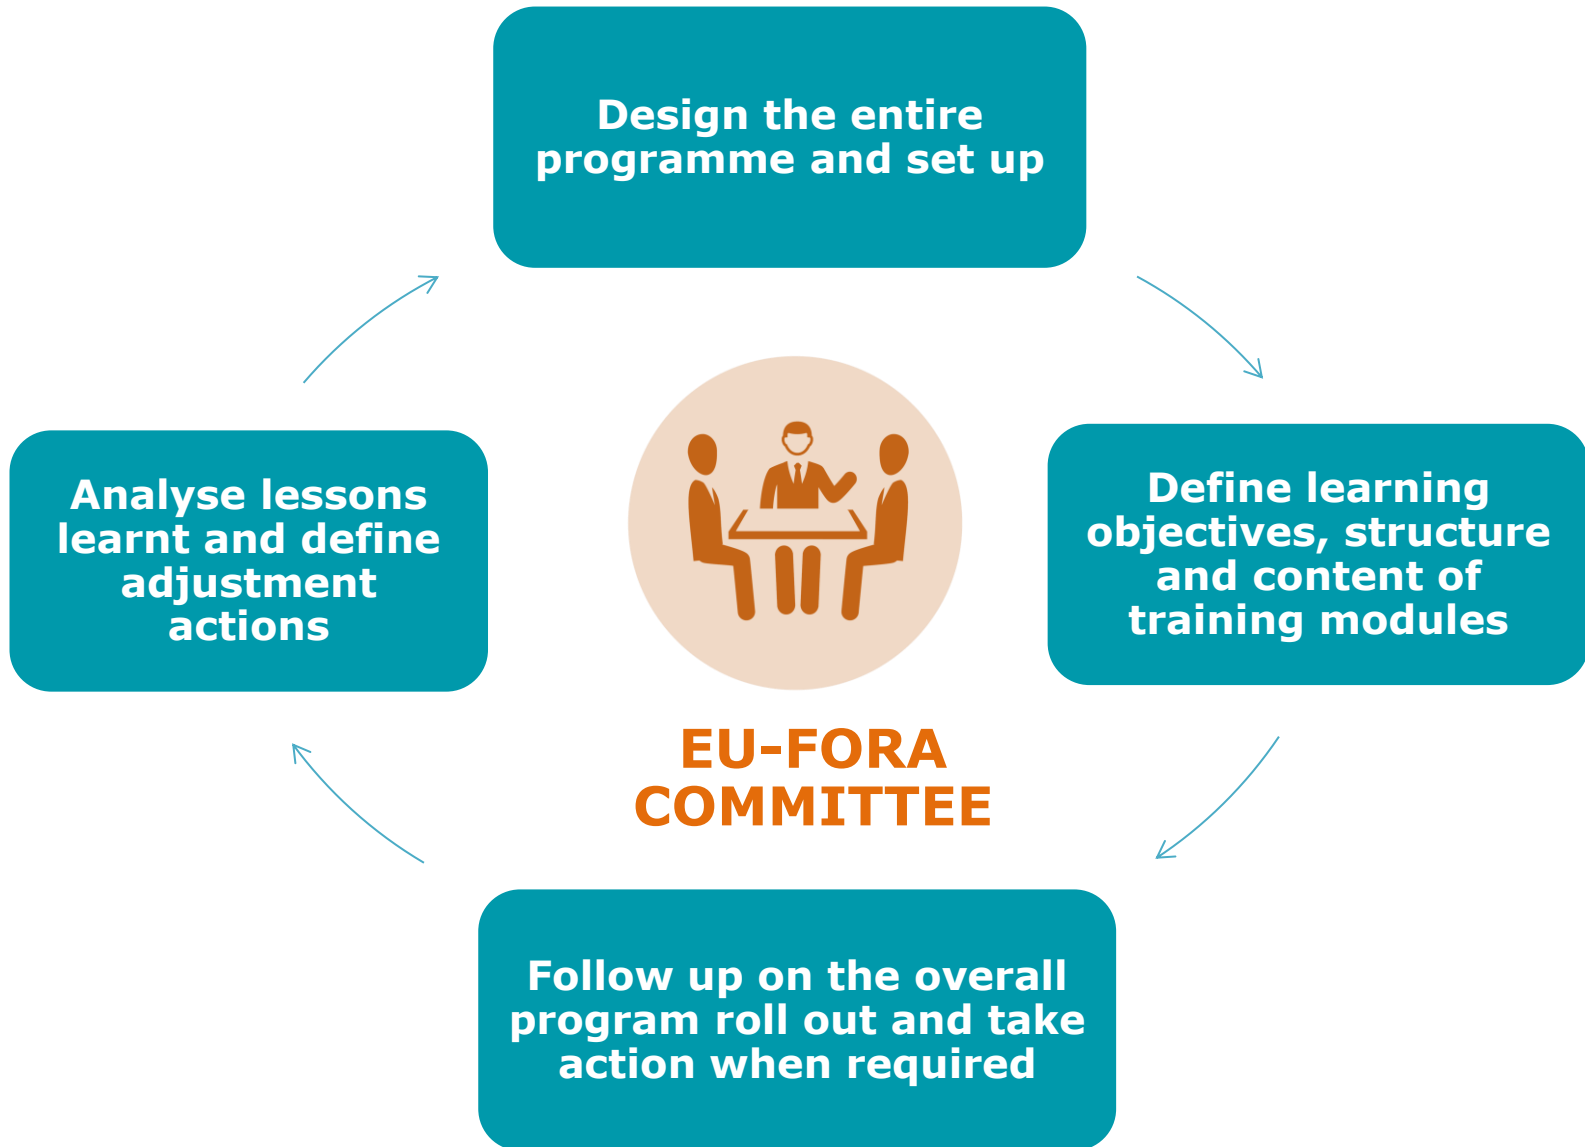 Design the entire
programme and set up
Define learning
objectives, structure
and content of
training modules
Follow up on the overall
program roll out and take
action when required
Analyse lessons
learnt and define
adjustment
actions
EU-FORA
COMMITTEE